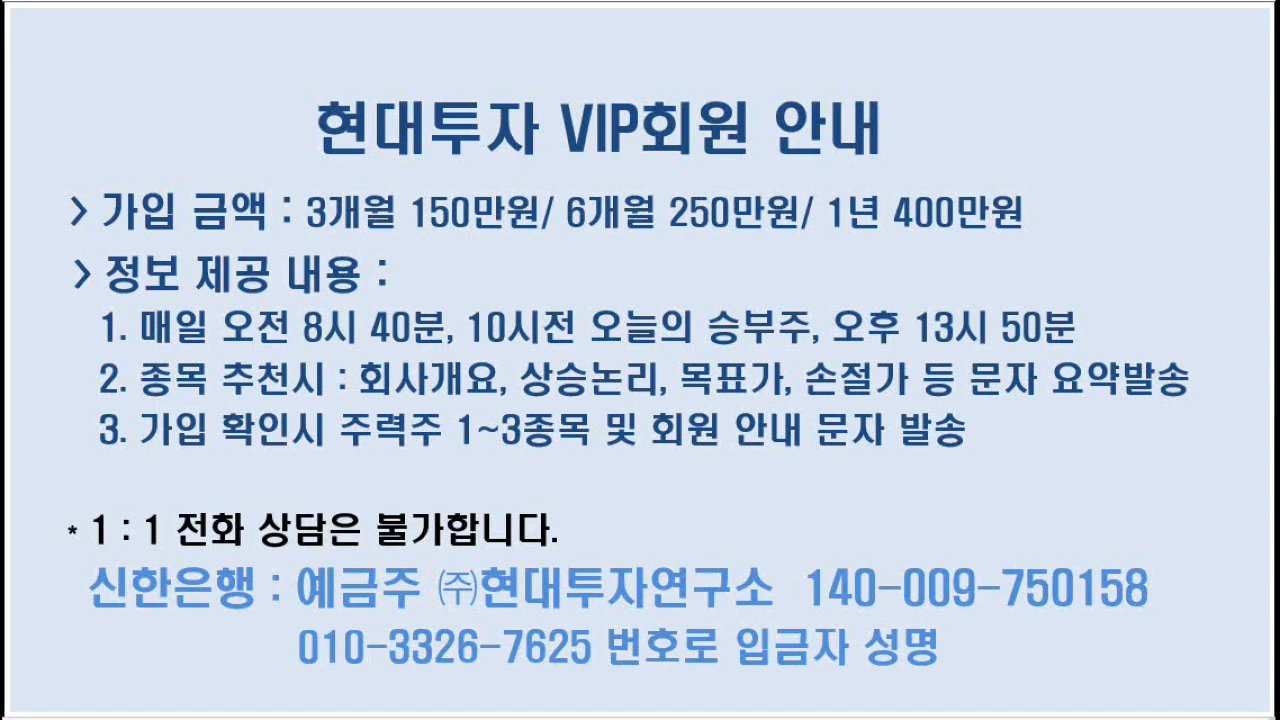 현대투자 VIP회원 안내
> 가입 금액 : 3개월 150만원/ 6개월 250만원/ 1년 400만원
> 정보 제공 내용 :
1. 매일 오전 8시 40분, 10시전 오늘의 승부주, 오후 13시 50분
2. 종목 추천시 : 회사개요, 상승논리, 목표가, 손절가 등 문자 요약발송
3. 가입 확인시 주력주 1~3종목 및 회원 안내 문자 발송
* 1 : 1 전화 상담은 불가합니다.
신한은행 : 예금주 ㈜현대투자연구소 140-009-750158
010-3326-7625 번호로 입금자 성명